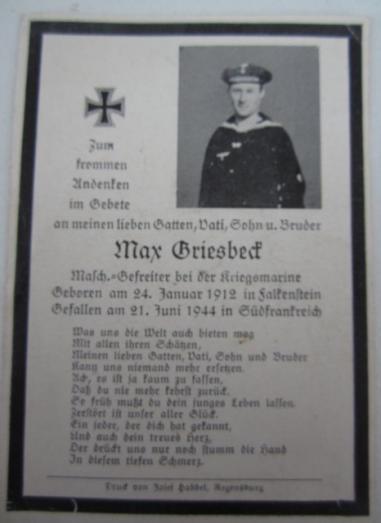 Zum
frommen
Andenken
im Gebete
an meinen lieben Gatten, Vati, Sohn u. Bruder
Max Griesbeck
Masch.=Gefreiter bei der Kriegsmarine
Geboren am 24. Januar 1912 in Falkenstein
Gefallen am 21. Juni 1944 in Südfrankreich
Was uns die Welt auch bieten mag
Mit allen ihren Schätzen,
Meinen lieben Gatten, Vati, Sohn und Bruder
Kann uns niemand mehr ersetzen.
Ach, es ist ja kaum zu fassen,
Daß du nie mehr kehrst zurück.
So früh mußt du dein junges Leben lassen.
Zerstört ist unser aller Glück.
Ein jeder, der dich hat gekannt,
Und auch dein treues Herz,
Der drückt uns nur noch stumm die Hand
In diesem tiefen Schmerz.
Druck von Josef Habbel, Regensburg